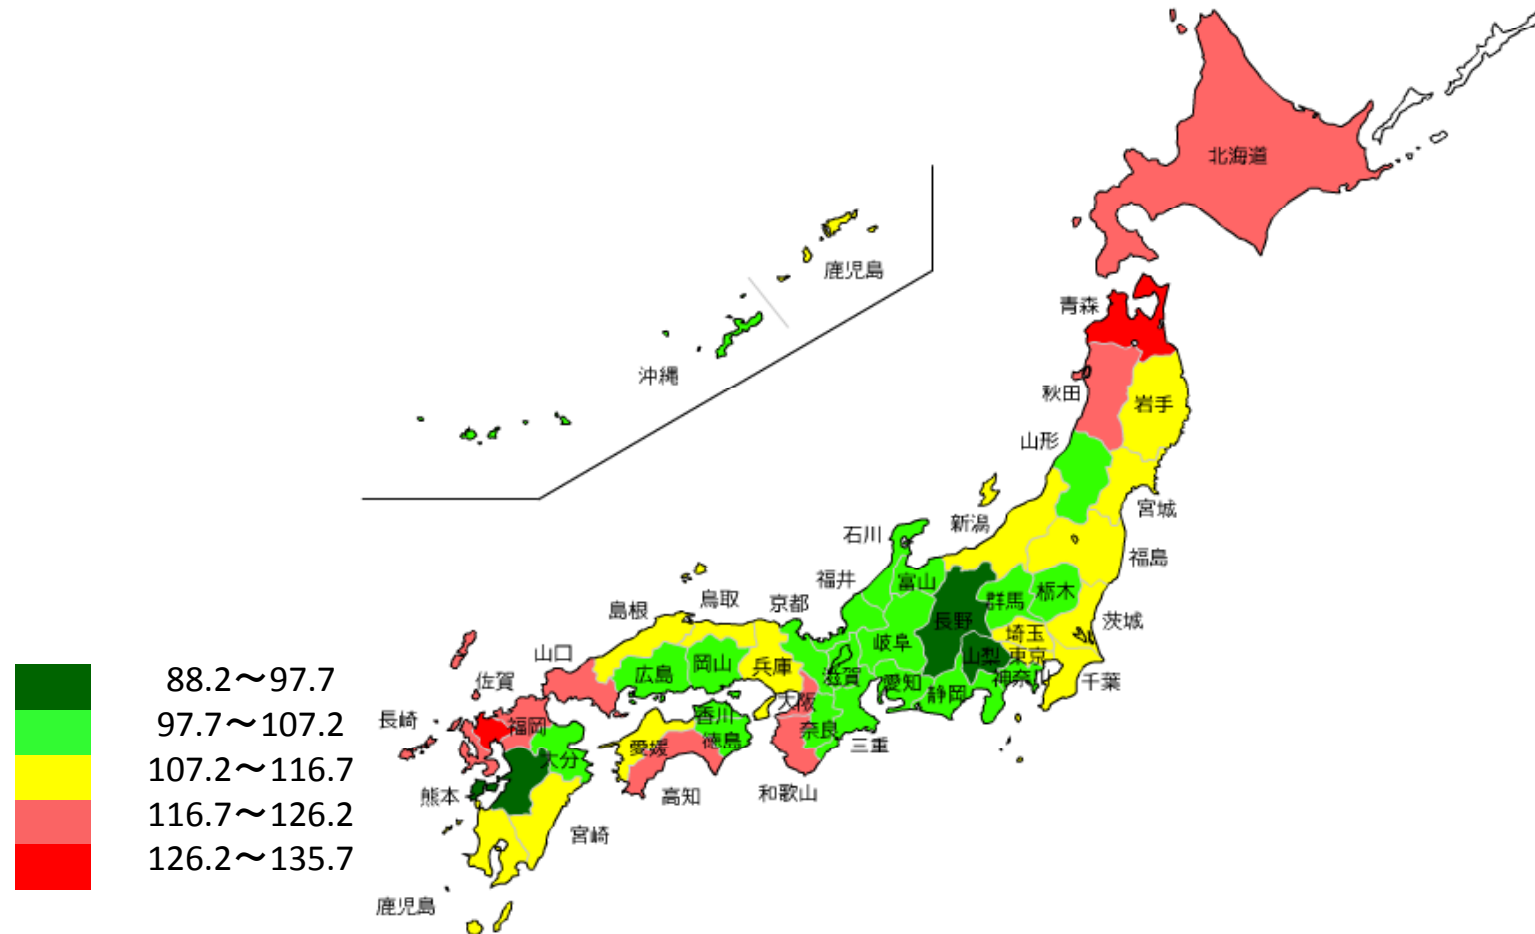 北海道
鹿児島
青森
沖縄
秋田
岩手
山形
宮城
新潟
石川
福島
福井
富山
群馬
栃木
鳥取
京都
島根
長野
茨城
埼玉
岐阜
山口
広島
岡山
兵庫
滋賀
山梨
東京
佐賀
愛知
静岡
神奈川
千葉
長崎
福岡
大阪
香川
奈良
徳島
愛媛
三重
大分
熊本
高知
和歌山
宮崎
鹿児島
88.2～97.7
97.7～107.2
107.2～116.7
116.7～126.2
126.2～135.7